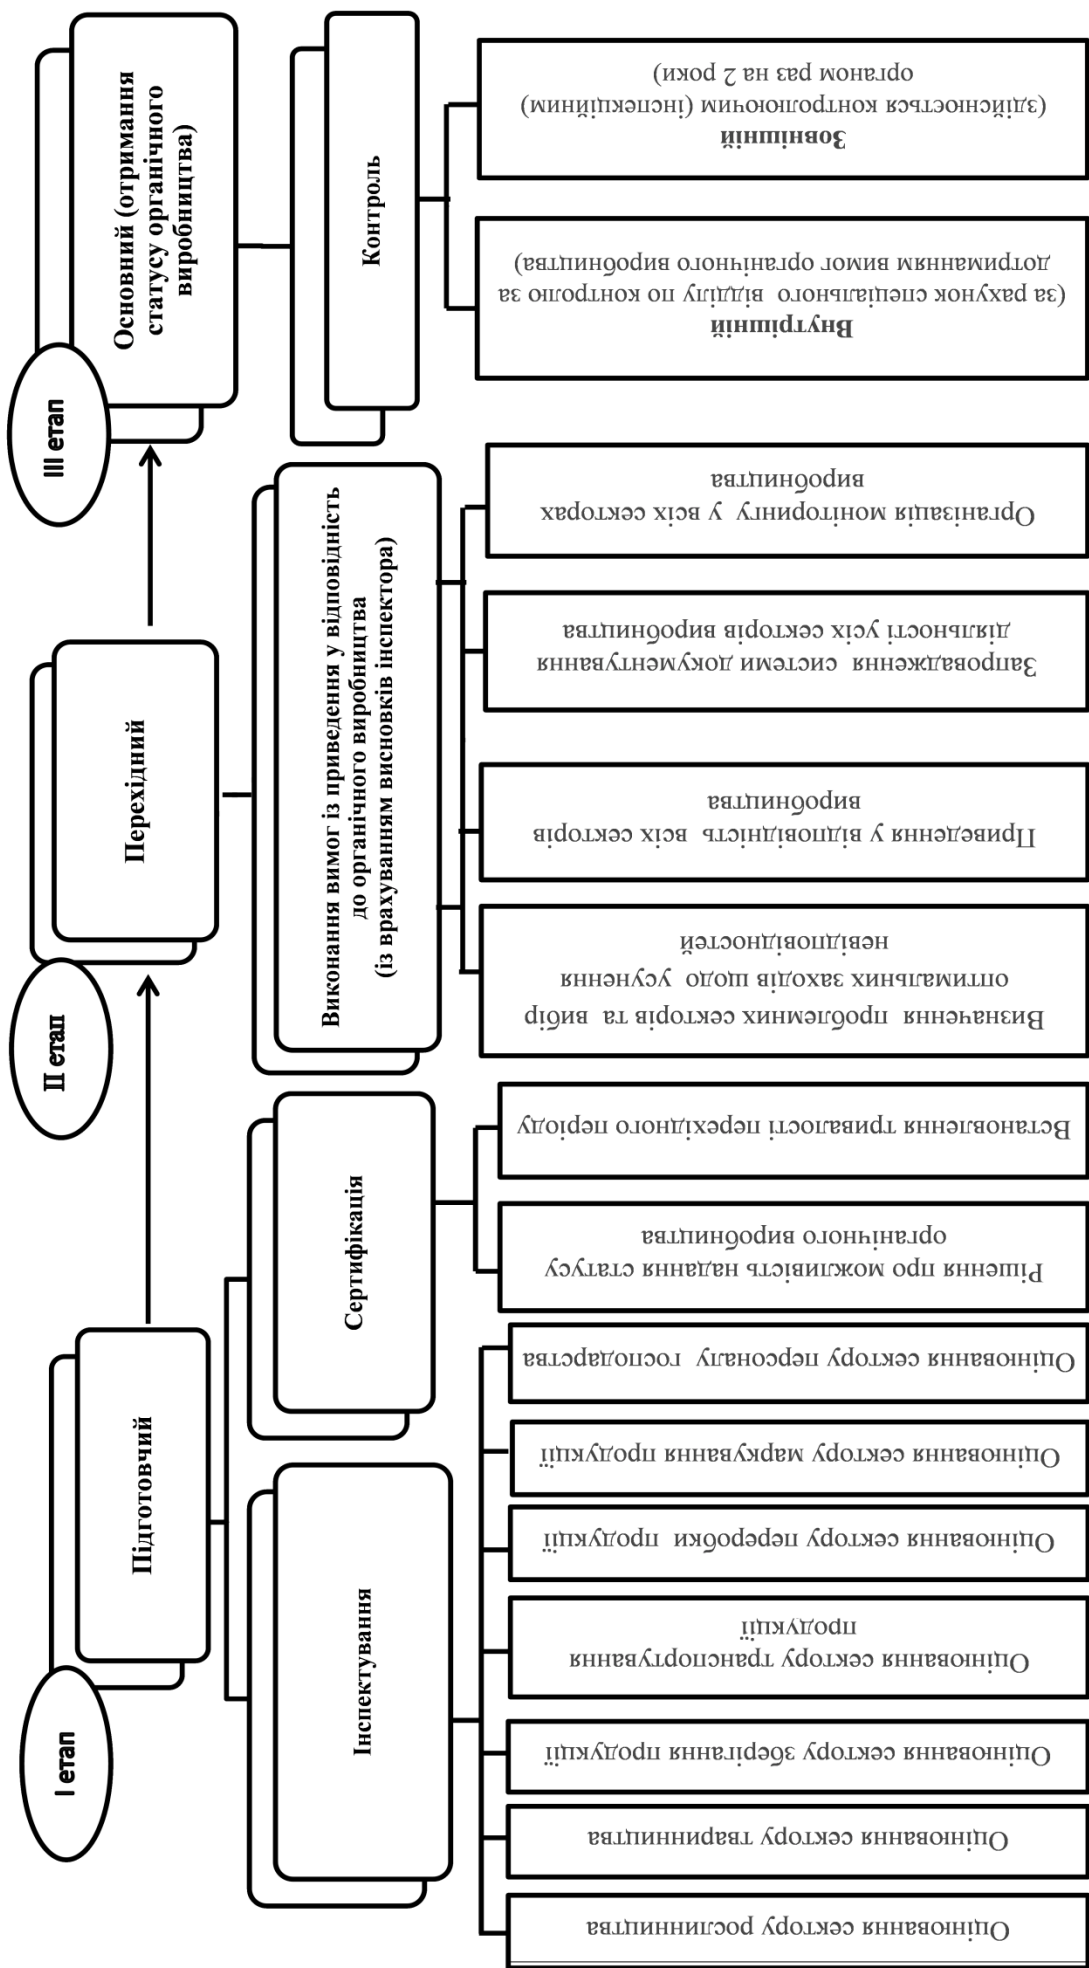 I етап
Підготовчий
II етап
Перехідний
III етап
Основний (отримання
статусу органічного
виробництва)
Інспектування
Сертифікація
Виконання вимог із приведення у відповідність
до органічного виробництва
(із врахуванням висновків інспектора)
Контроль
Оцінювання сектору рослинництва
Оцінювання сектору тваринництва
Оцінювання сектору зберігання продукції
Оцінювання сектору транспортування
продукції
Оцінювання сектору переробки продукції
Оцінювання сектору маркування продукції
Оцінювання сектору персоналу господарства
Рішення про можливість надання статусу
органічного виробництва
Встановлення тривалості перехідного періоду
Визначення проблемних секторів та вибір
оптимальних заходів щодо усунення
невідповідностей
Приведення у відповідність всіх секторів
виробництва
Запровадження системи документування
діяльності усіх секторів виробництва
Організація моніторингу у всіх секторах
виробництва
Внутрішній
(за рахунок спеціального відділу по контролю за
дотриманням вимог органічного виробництва)
Зовнішній
(здійснюється контролюючим (інспекційним)
органом раз на 2 роки)